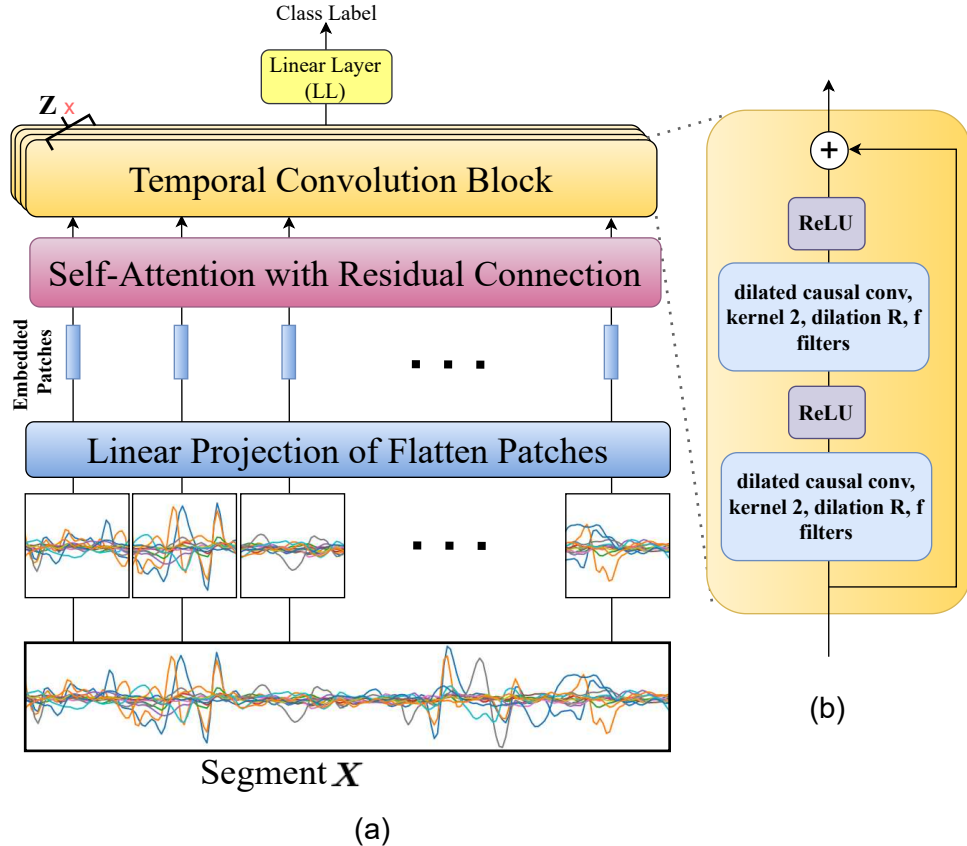 Class Label
Linear Layer
(LL)
Z x
Temporal Convolution Block
Self-Attention with Residual Connection
Embedded
Patches
. . .
Linear Projection of Flatten Patches
. . .
Segment X
(a)
+
ReLU
dilated causal conv,
kernel 2, dilation R, f
filters
ReLU
dilated causal conv,
kernel 2, dilation R, f
filters
(b)